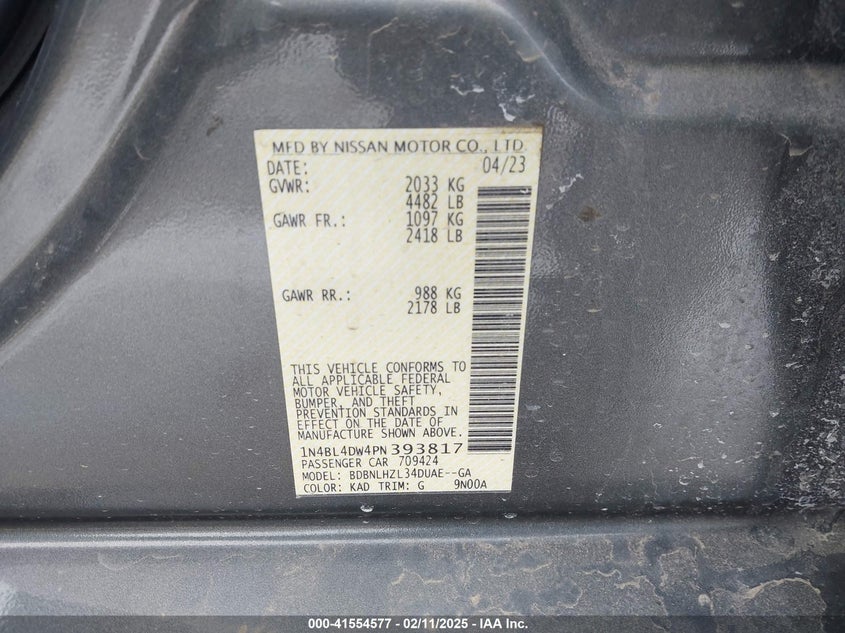 MFD BY NISSAN MOTOR CO., LTD.
DATE: 04/23
GVWR: 2033 KG
4482 LB
GAWR FR.: 1097 KG
2418 LB
GAWR RR.: 988 KG
2178 LB
THIS VEHICLE CONFORMS TO
ALL APPLICABLE FEDERAL
MOTOR VEHICLE SAFETY,
BUMPER, AND THEFT
PREVENTION STANDARDS IN
EFFECT ON THE DATE OF
MANUFACTURE SHOWN ABOVE.
1N4BL4DW4PN393817
PASSENGER CAR 709424
MODEL: BDBNLHZL34DUAE--GA
COLOR: KAD TRIM: G 9N00A
000-41554577 - 02/11/2025 - IAA Inc.